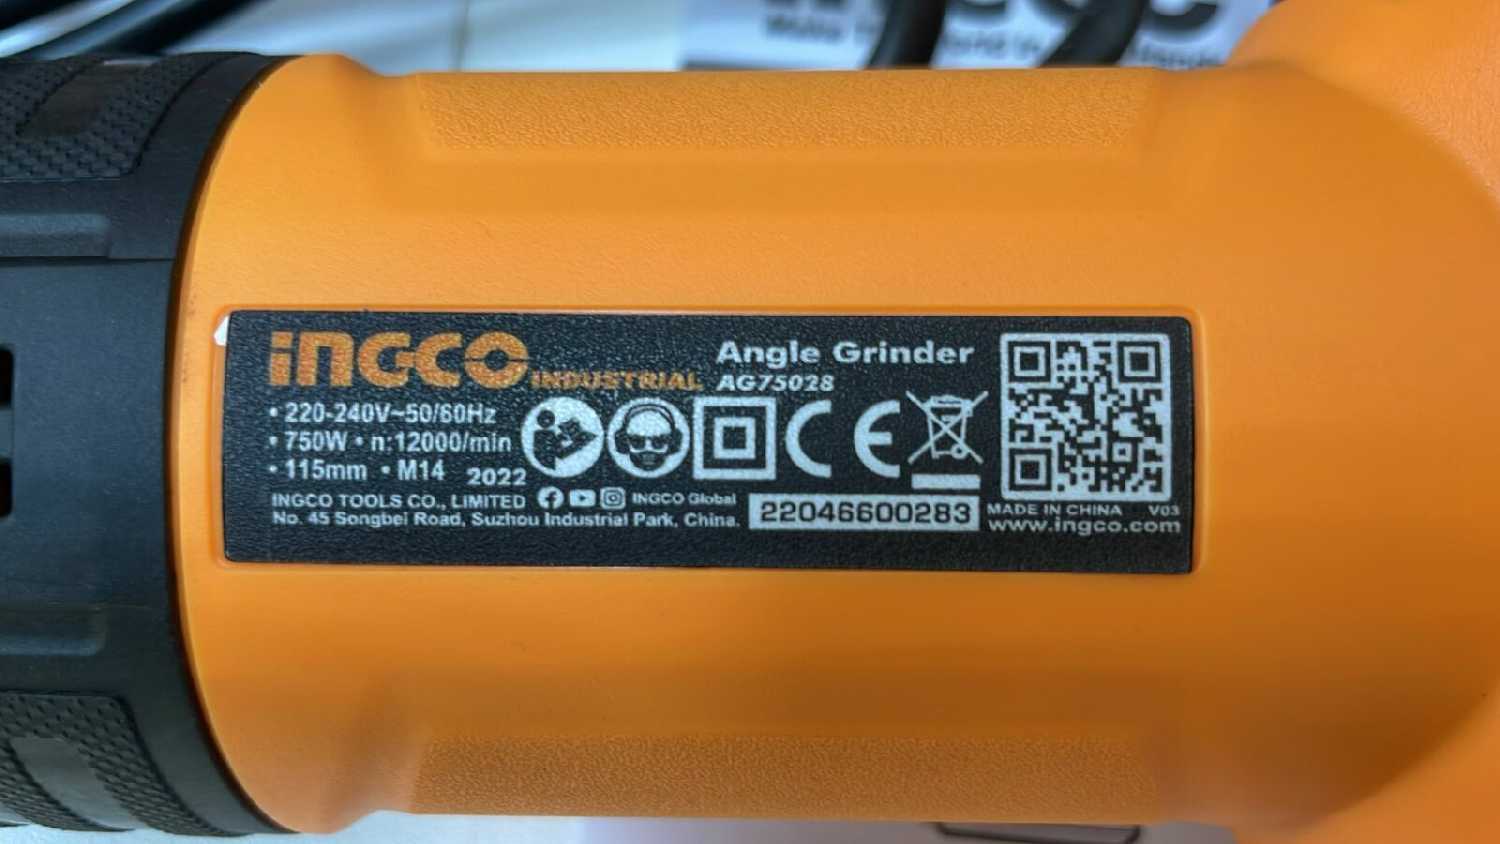 INGCO INDUSTRIAL
Angle Grinder
AG75028
• 220-240V~50/60Hz
• 750W • n:12000/min
• 115mm • M14 2022
CE
INGCO TOOLS CO., LIMITED INGCO Global
No. 45 Songbei Road, Suzhou Industrial Park, China.
22046600283
MADE IN CHINA V03
www.ingco.com